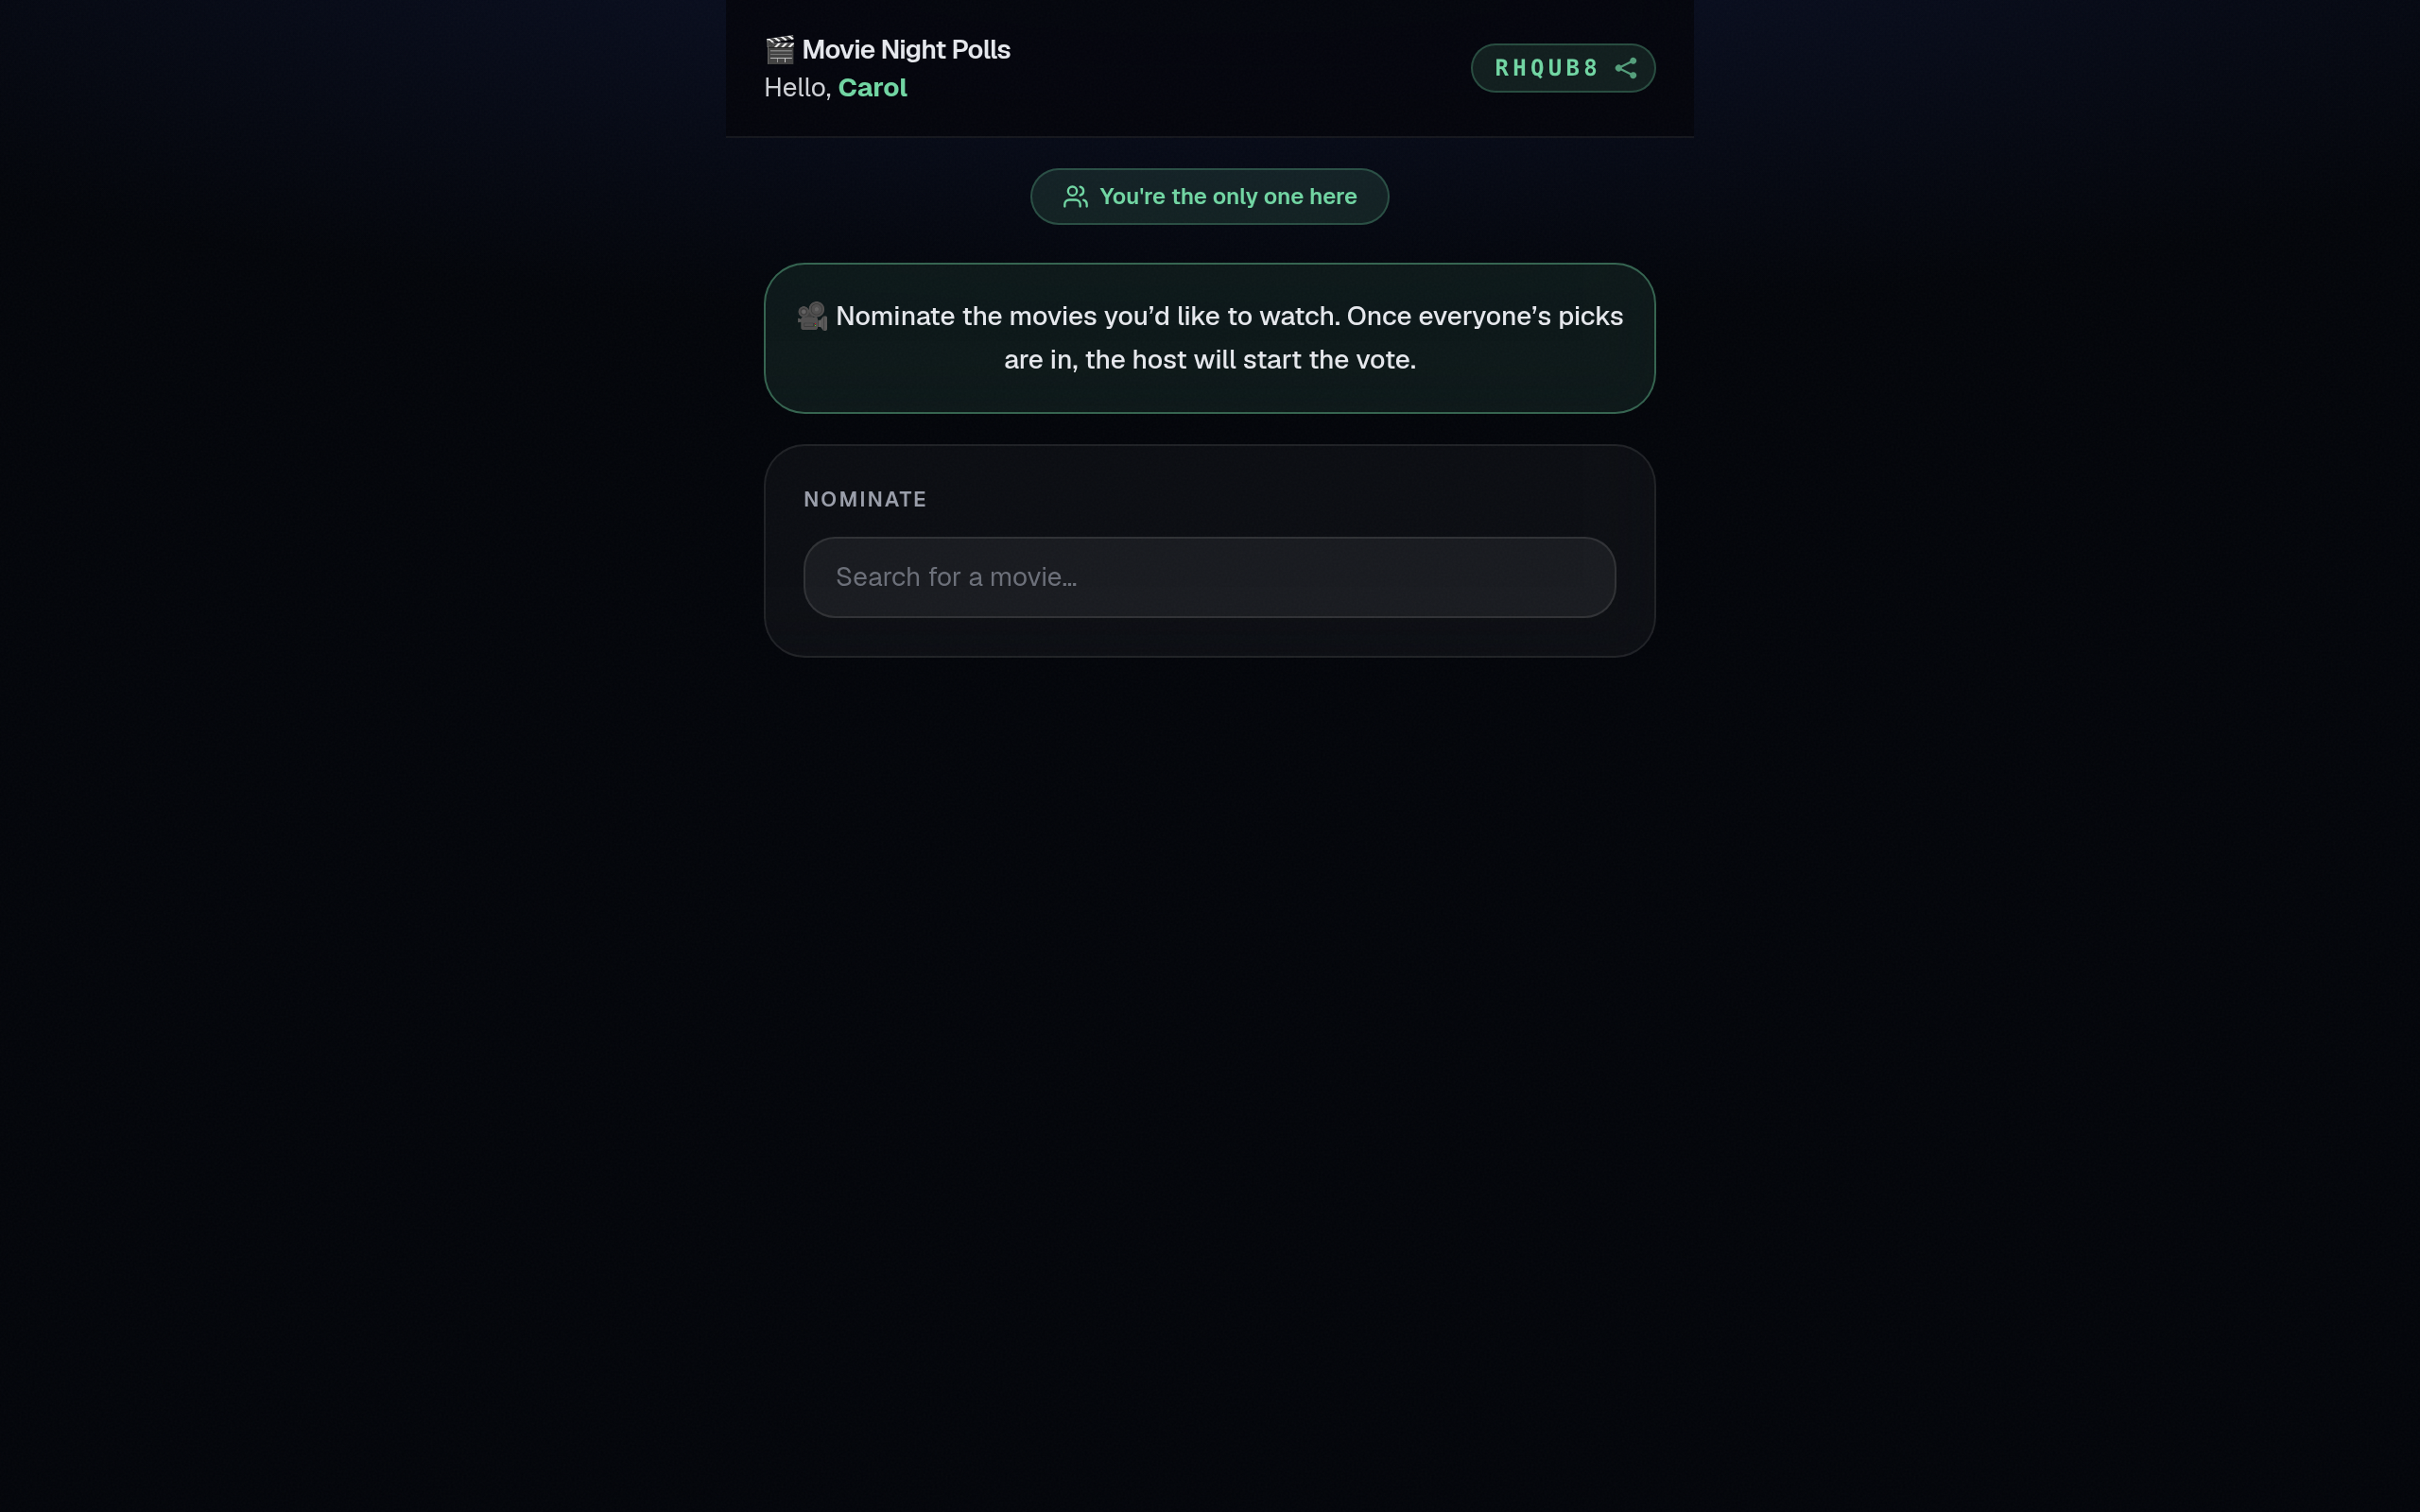 🎬 Movie Night Polls
Hello, Carol
RHQUB8
You're the only one here
🎥 Nominate the movies you’d like to watch. Once everyone’s picks
are in, the host will start the vote.
NOMINATE
Search for a movie…